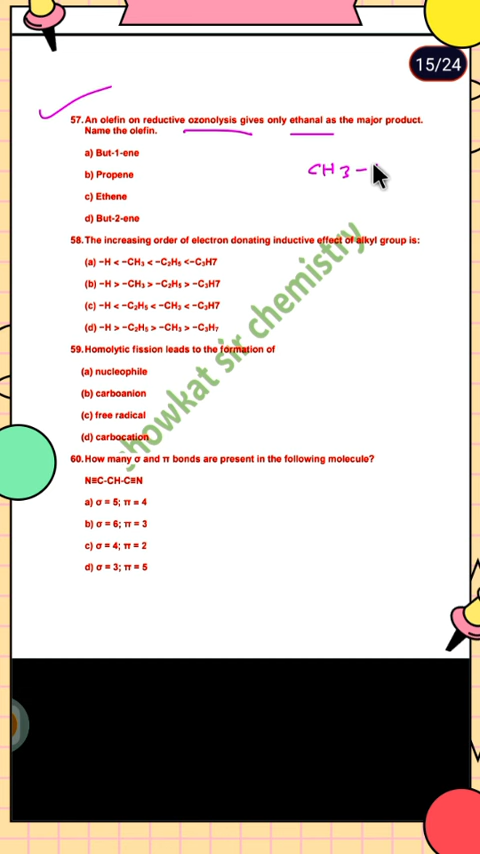 15/24
57. An olefin on reductive ozonolysis gives only ethanal as the major product.
Name the olefin.
a) But-1-ene
b) Propene
CH3 -
c) Ethene
d) But-2-ene
58. The increasing order of electron donating inductive effect of alkyl group is:
(a) −H < −CH₃ < −C₂H₅ <−C₃H7
(b) −H > −CH₃ > −C₂H₅ > −C₃H7
(c) −H < −C₂H₅ < −CH₃ < −C₃H7
(d) −H > −C₂H₅ > −CH₃ > −C₃H₇
59. Homolytic fission leads to the formation of
(a) nucleophile
(b) carboanion
(c) free radical
(d) carbocation
60. How many σ and π bonds are present in the following molecule?
N≡C-CH-C≡N
a) σ = 5; π = 4
b) σ = 6; π = 3
c) σ = 4; π = 2
d) σ = 3; π = 5
howkat sir chemistry